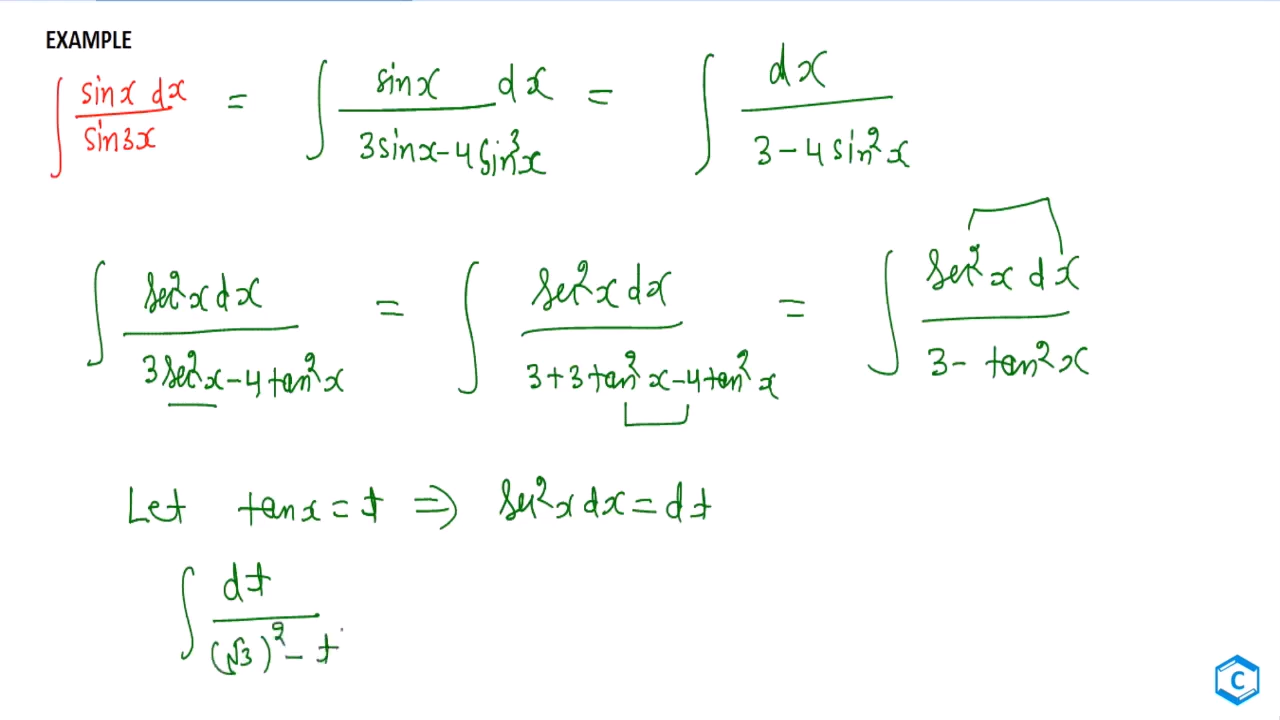 EXAMPLE
∫ sinx dx / sin3x = ∫ sinx dx / 3sinx-4sin³x = ∫ dx / 3-4sin²x
∫ sec²x dx / 3sec²x-4tan²x = ∫ sec²x dx / 3+3tan²x-4tan²x = ∫ sec²x dx / 3-tan²x
Let tanx = t ⇒ sec²x dx = dt
∫ dt / (√3)² - t
C